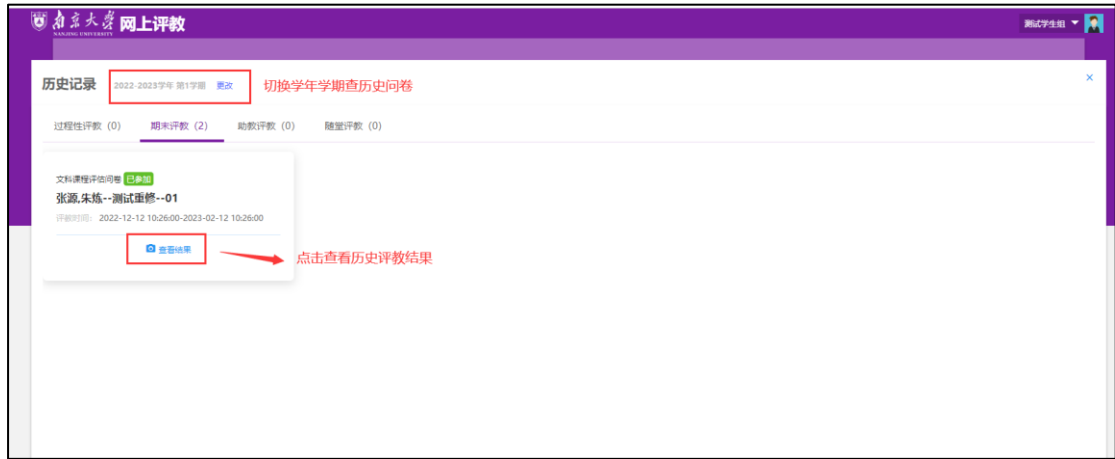 南京大学 网上评教
NANJING UNIVERSITY
测试学生组
历史记录 2022-2023学年 第1学期 更改 切换学年学期查历史问卷
×
过程性评教 (0) 期末评教 (2) 助教评教 (0) 随堂评教 (0)
文科课程评估问卷 已参加
张源,朱炼--测试重修--01
评教时间: 2022-12-12 10:26:00-2023-02-12 10:26:00
查看结果
点击查看历史评教结果